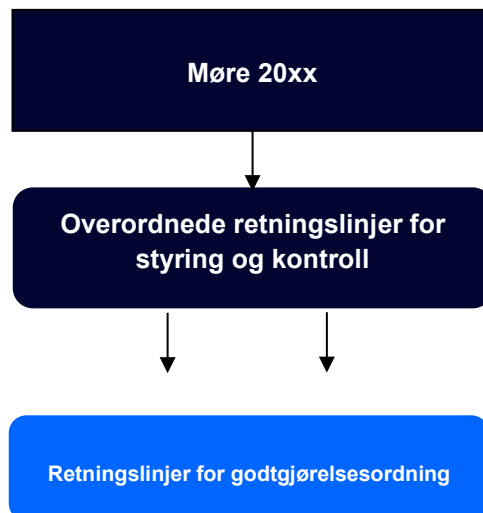 Møre 20xx
Overordnede retningslinjer for
styring og kontroll
Retningslinjer for godtgjørelsesordning